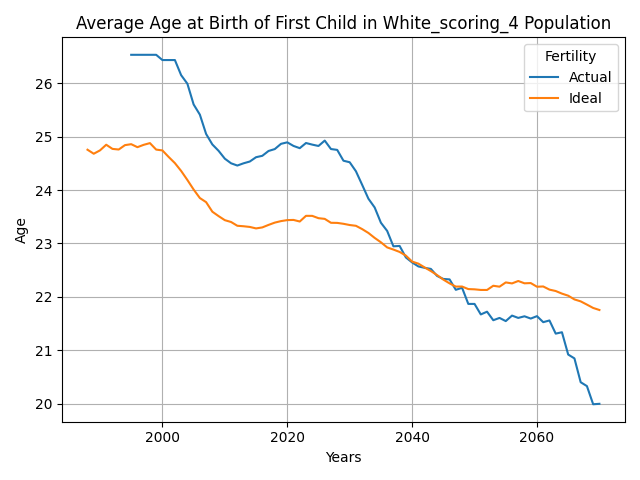 Average Age at Birth of First Child in White_scoring_4 Population
Fertility
Actual
Ideal
Age
26
25
24
23
22
21
20
2000
2020
2040
2060
Years